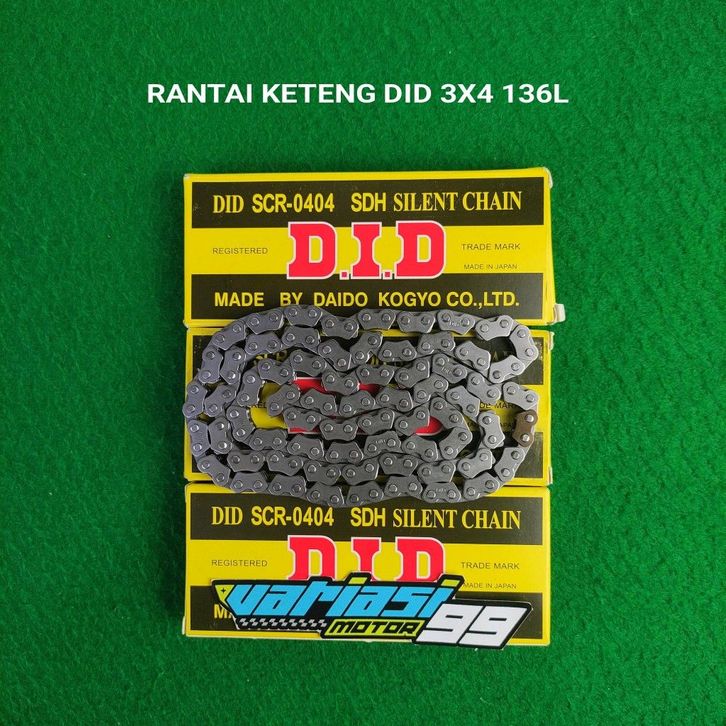 RANTAI KETENG DID 3X4 136L
DID SCR-0404 SDH SILENT CHAIN
REGISTERED
D.I.D
TRADE MARK
MADE IN JAPAN
MADE BY DAIDO KOGYO CO.,LTD.
DID SCR-0404 SDH SILENT CHAIN
REGISTERED
D.I.D
TRADE MARK
MADE IN JAPAN
variasi
MOTOR 99